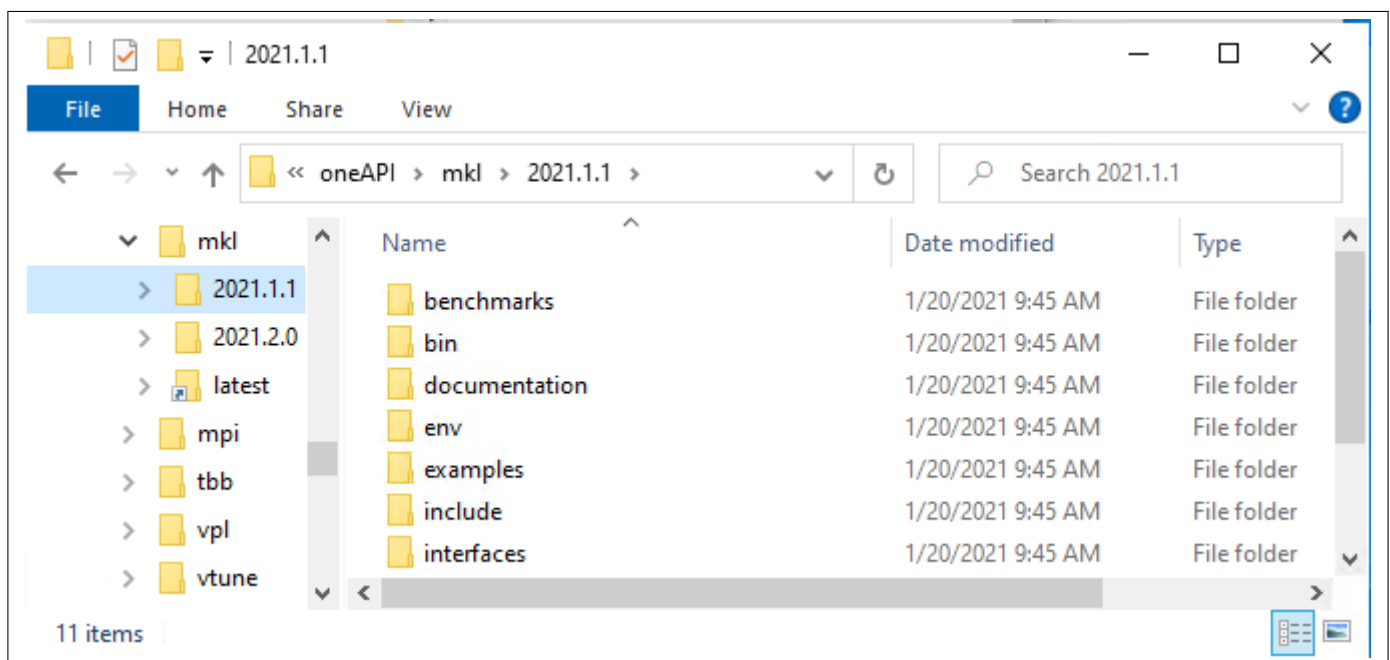 2021.1.1
File Home Share View
« oneAPI > mkl > 2021.1.1 > Search 2021.1.1
mkl
2021.1.1
2021.2.0
latest
mpi
tbb
vpl
vtune
Name Date modified Type
benchmarks 1/20/2021 9:45 AM File folder
bin 1/20/2021 9:45 AM File folder
documentation 1/20/2021 9:45 AM File folder
env 1/20/2021 9:45 AM File folder
examples 1/20/2021 9:45 AM File folder
include 1/20/2021 9:45 AM File folder
interfaces 1/20/2021 9:45 AM File folder
11 items